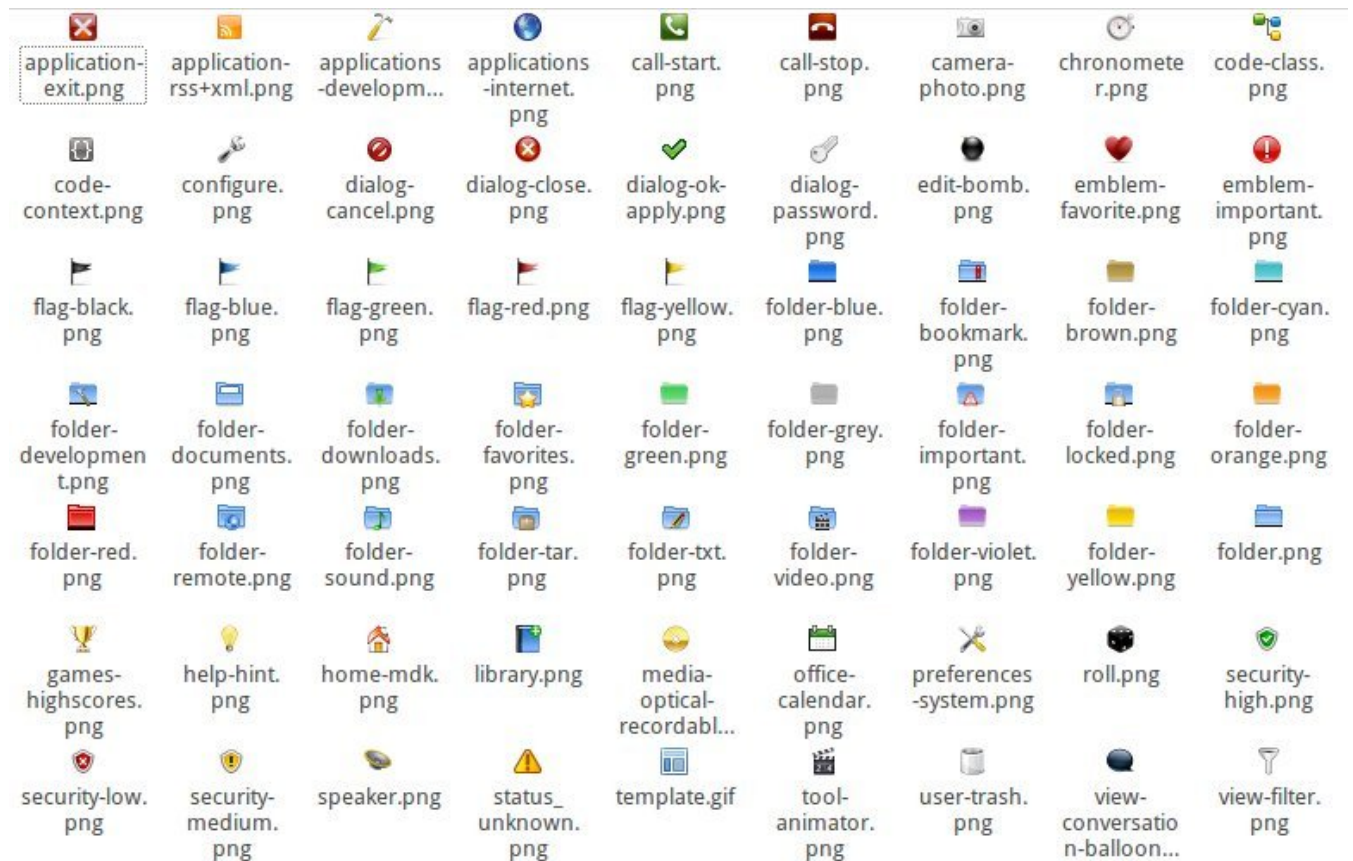 application-exit.png
application-rss+xml.png
applications-developm...
applications-internet.png
call-start.png
call-stop.png
camera-photo.png
chronometer.png
code-class.png
code-context.png
configure.png
dialog-cancel.png
dialog-close.png
dialog-ok-apply.png
dialog-password.png
edit-bomb.png
emblem-favorite.png
emblem-important.png
flag-black.png
flag-blue.png
flag-green.png
flag-red.png
flag-yellow.png
folder-blue.png
folder-bookmark.png
folder-brown.png
folder-cyan.png
folder-development.png
folder-documents.png
folder-downloads.png
folder-favorites.png
folder-green.png
folder-grey.png
folder-important.png
folder-locked.png
folder-orange.png
folder-red.png
folder-remote.png
folder-sound.png
folder-tar.png
folder-txt.png
folder-video.png
folder-violet.png
folder-yellow.png
folder.png
games-highscores.png
help-hint.png
home-mdk.png
library.png
media-optical-recordabl...
office-calendar.png
preferences-system.png
roll.png
security-high.png
security-low.png
security-medium.png
speaker.png
status_unknown.png
template.gif
tool-animator.png
user-trash.png
view-conversation-balloon...
view-filter.png